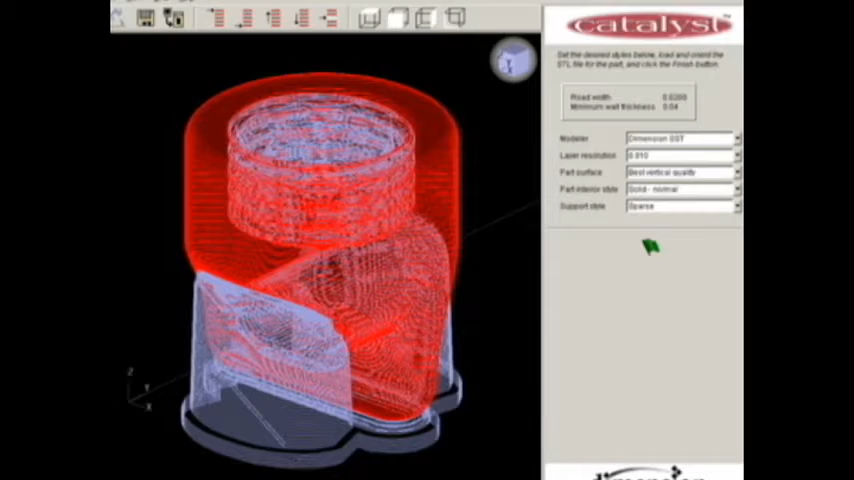 catalyst™
Set the desired styles below, load and orient the
STL file for the part, and click the Finish button.
Road width 0.0200
Minimum wall thickness 0.04
Modeler Dimension SST
Layer resolution 0.010
Part surface Best vertical quality
Part interior style Solid - normal
Support style Sparse
Z
Y
X
dimension